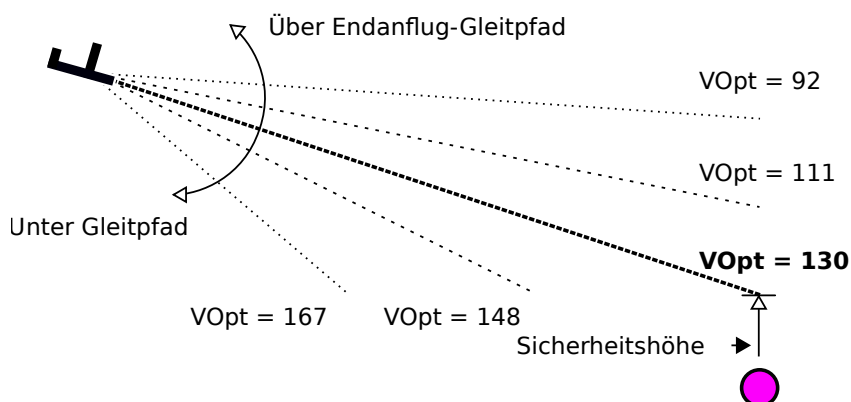 Über Endanflug-Gleitpfad
VOpt = 92
VOpt = 111
Unter Gleitpfad
VOpt = 130
VOpt = 167
VOpt = 148
Sicherheitshöhe